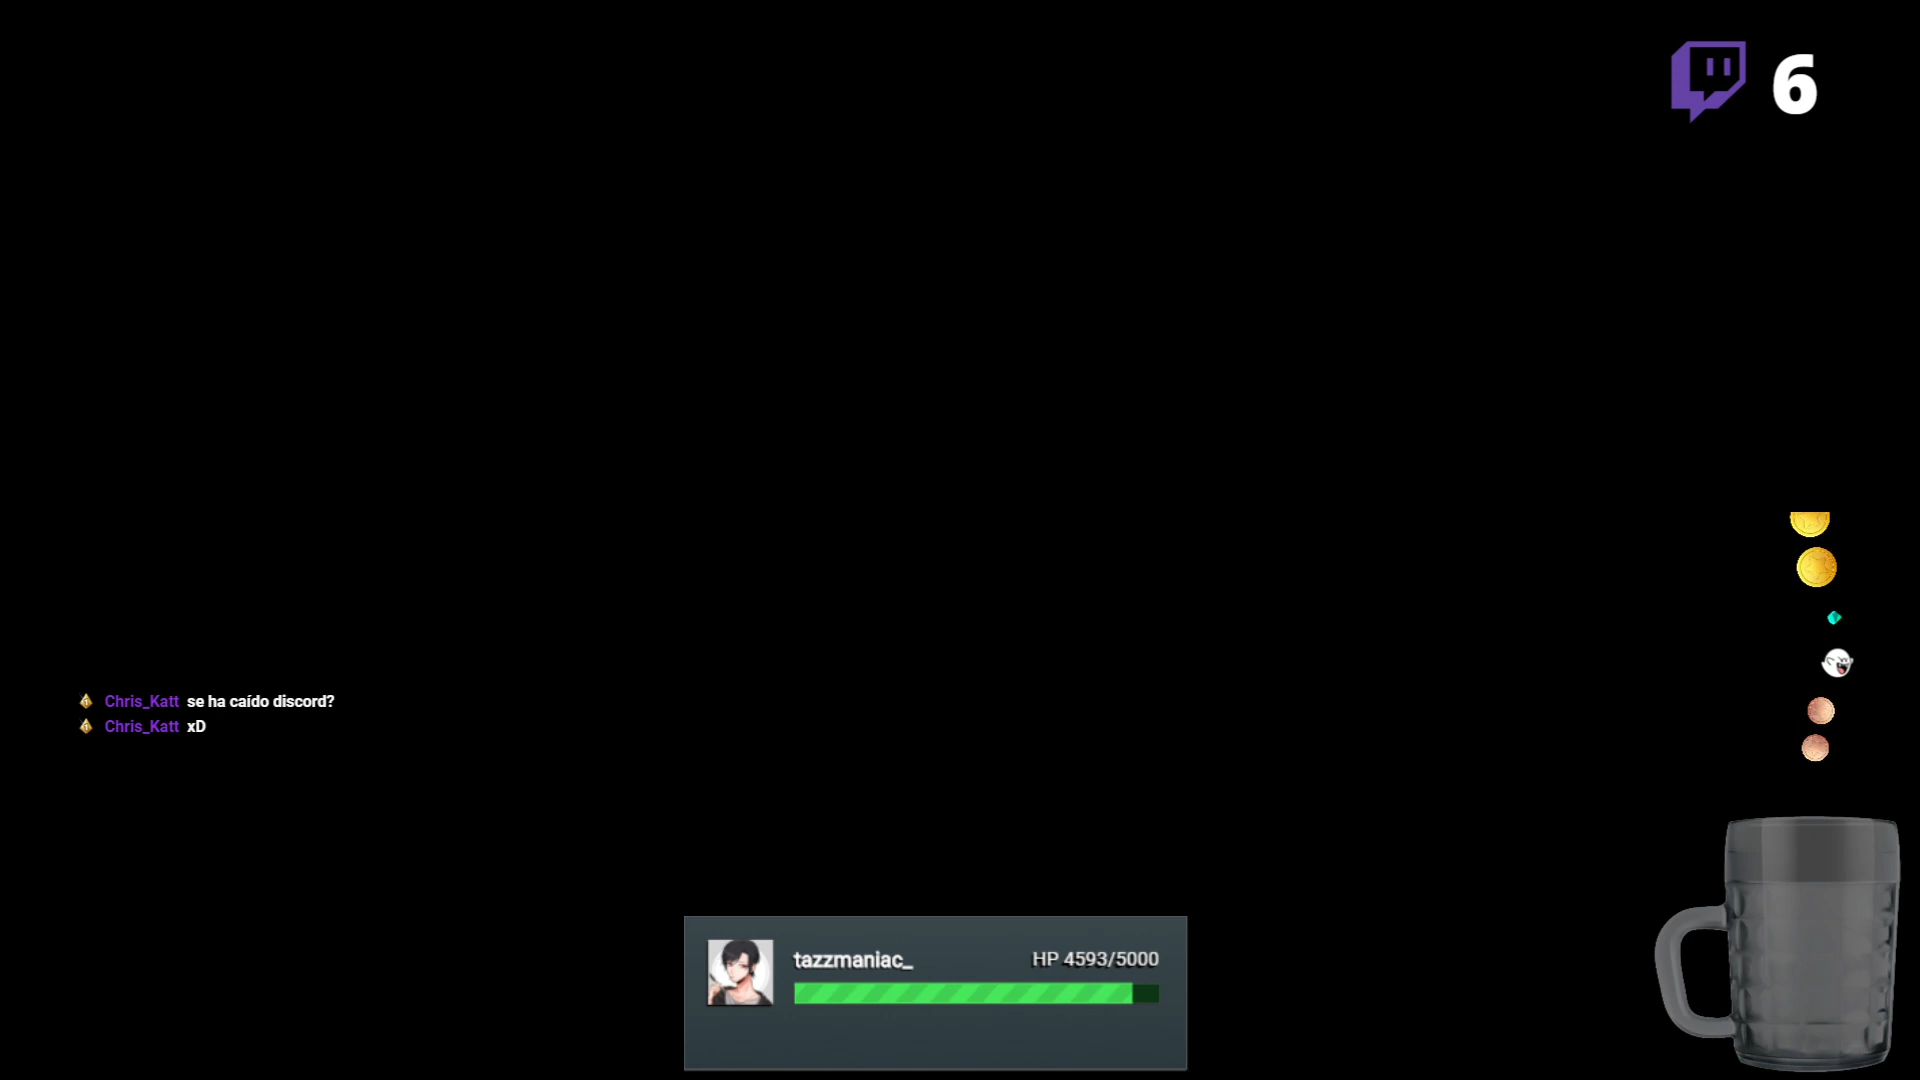 6
Chris_Katt se ha caído discord?
Chris_Katt xD
tazzmaniac_ HP 4593/5000